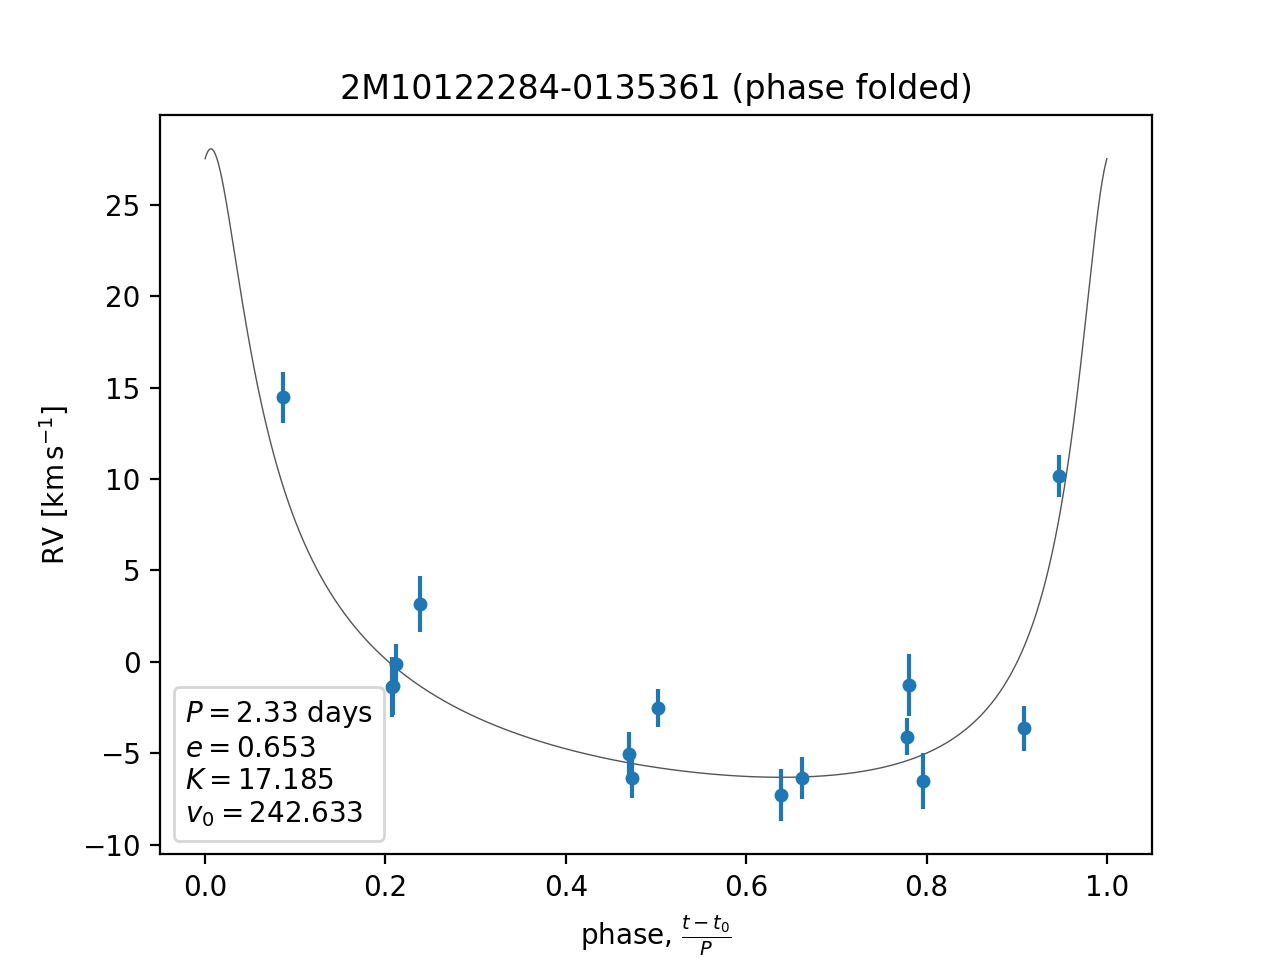 2M10122284-0135361 (phase folded)
RV [km s⁻¹]
25
20
15
10
5
0
−5
−10
P = 2.33 days
e = 0.653
K = 17.185
v₀ = 242.633
0.0 0.2 0.4 0.6 0.8 1.0
phase, (t − t₀)/P